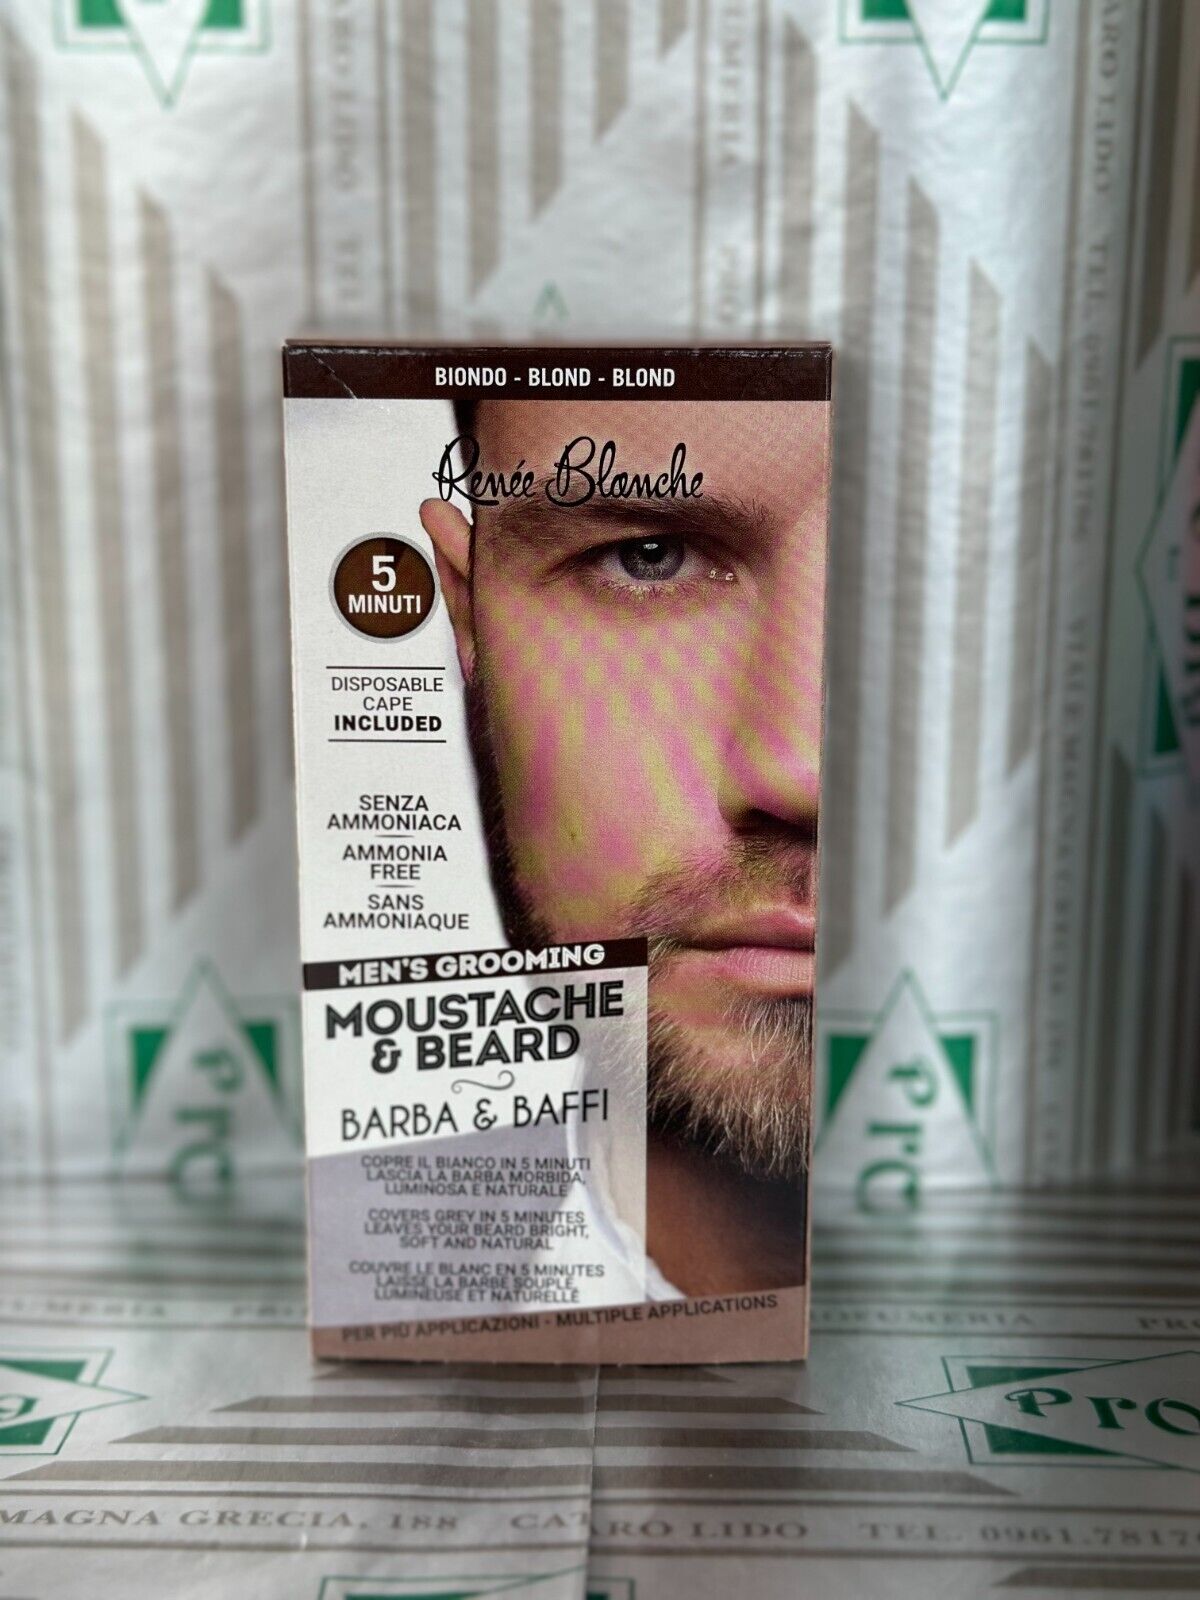 BIONDO - BLOND - BLOND
Renée Blanche
5
MINUTI
DISPOSABLE
CAPE
INCLUDED
SENZA
AMMONIACA
AMMONIA
FREE
SANS
AMMONIAQUE
MEN'S GROOMING
MOUSTACHE
& BEARD
BARBA & BAFFI
COPRE IL BIANCO IN 5 MINUTI
LASCIA LA BARBA MORBIDA,
LUMINOSA E NATURALE
COVERS GREY IN 5 MINUTES
LEAVES YOUR BEARD BRIGHT,
SOFT AND NATURAL
COUVRE LE BLANC EN 5 MINUTES
LAISSE LA BARBE SOUPLE,
LUMINEUSE ET NATURELLE
PER PIÙ APPLICAZIONI - MULTIPLE APPLICATIONS
Pro
MAGNA GRECIA, 188 CATARO LIDO TEL. 0961.7817